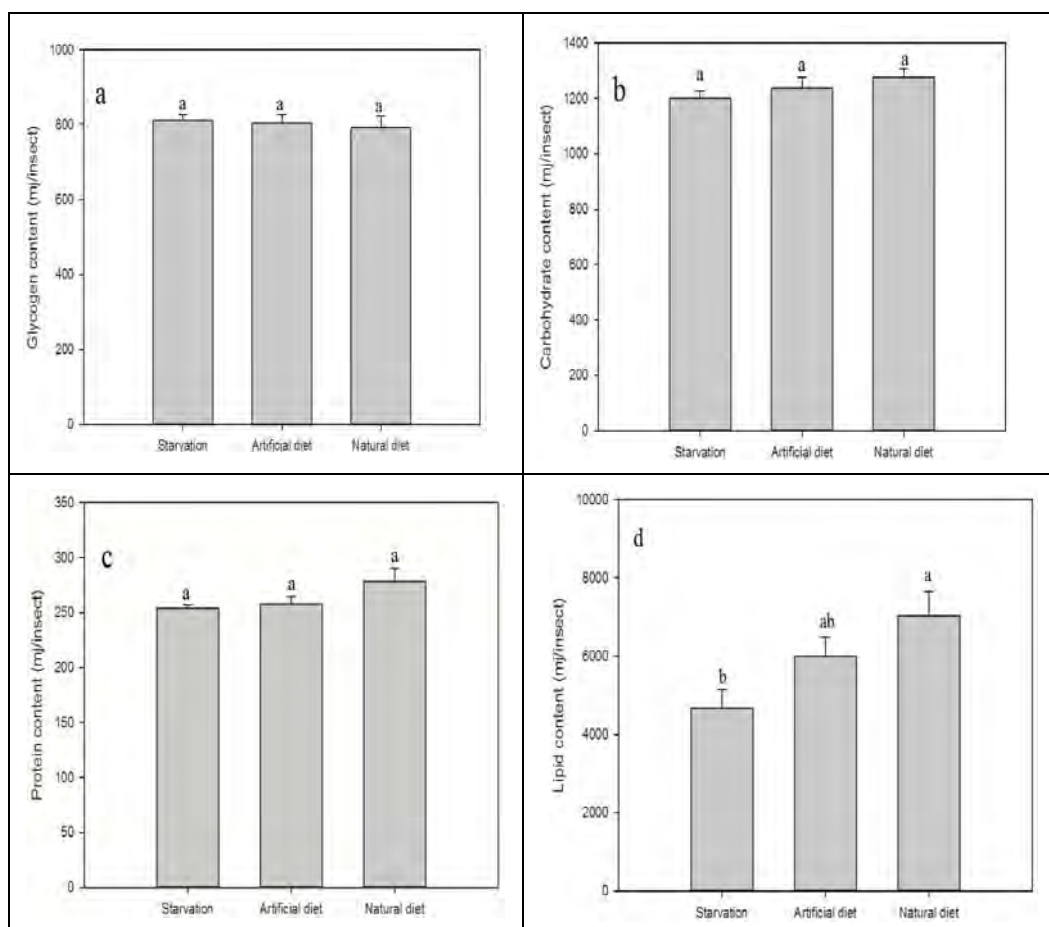 1000
800
600
400
200
0
Glycogen content (mj/insect)
a
a
a
a
Starvation
Artificial diet
Natural diet
1400
1200
1000
800
600
400
200
0
Carbohydrate content (mj/insect)
b
a
a
a
Starvation
Artificial diet
Natural diet
350
300
250
200
150
100
50
0
Protein content (mj/insect)
c
a
a
a
Starvation
Artificial diet
Natural diet
10000
8000
6000
4000
2000
0
Lipid content (mj/insect)
d
b
ab
a
Starvation
Artificial diet
Natural diet